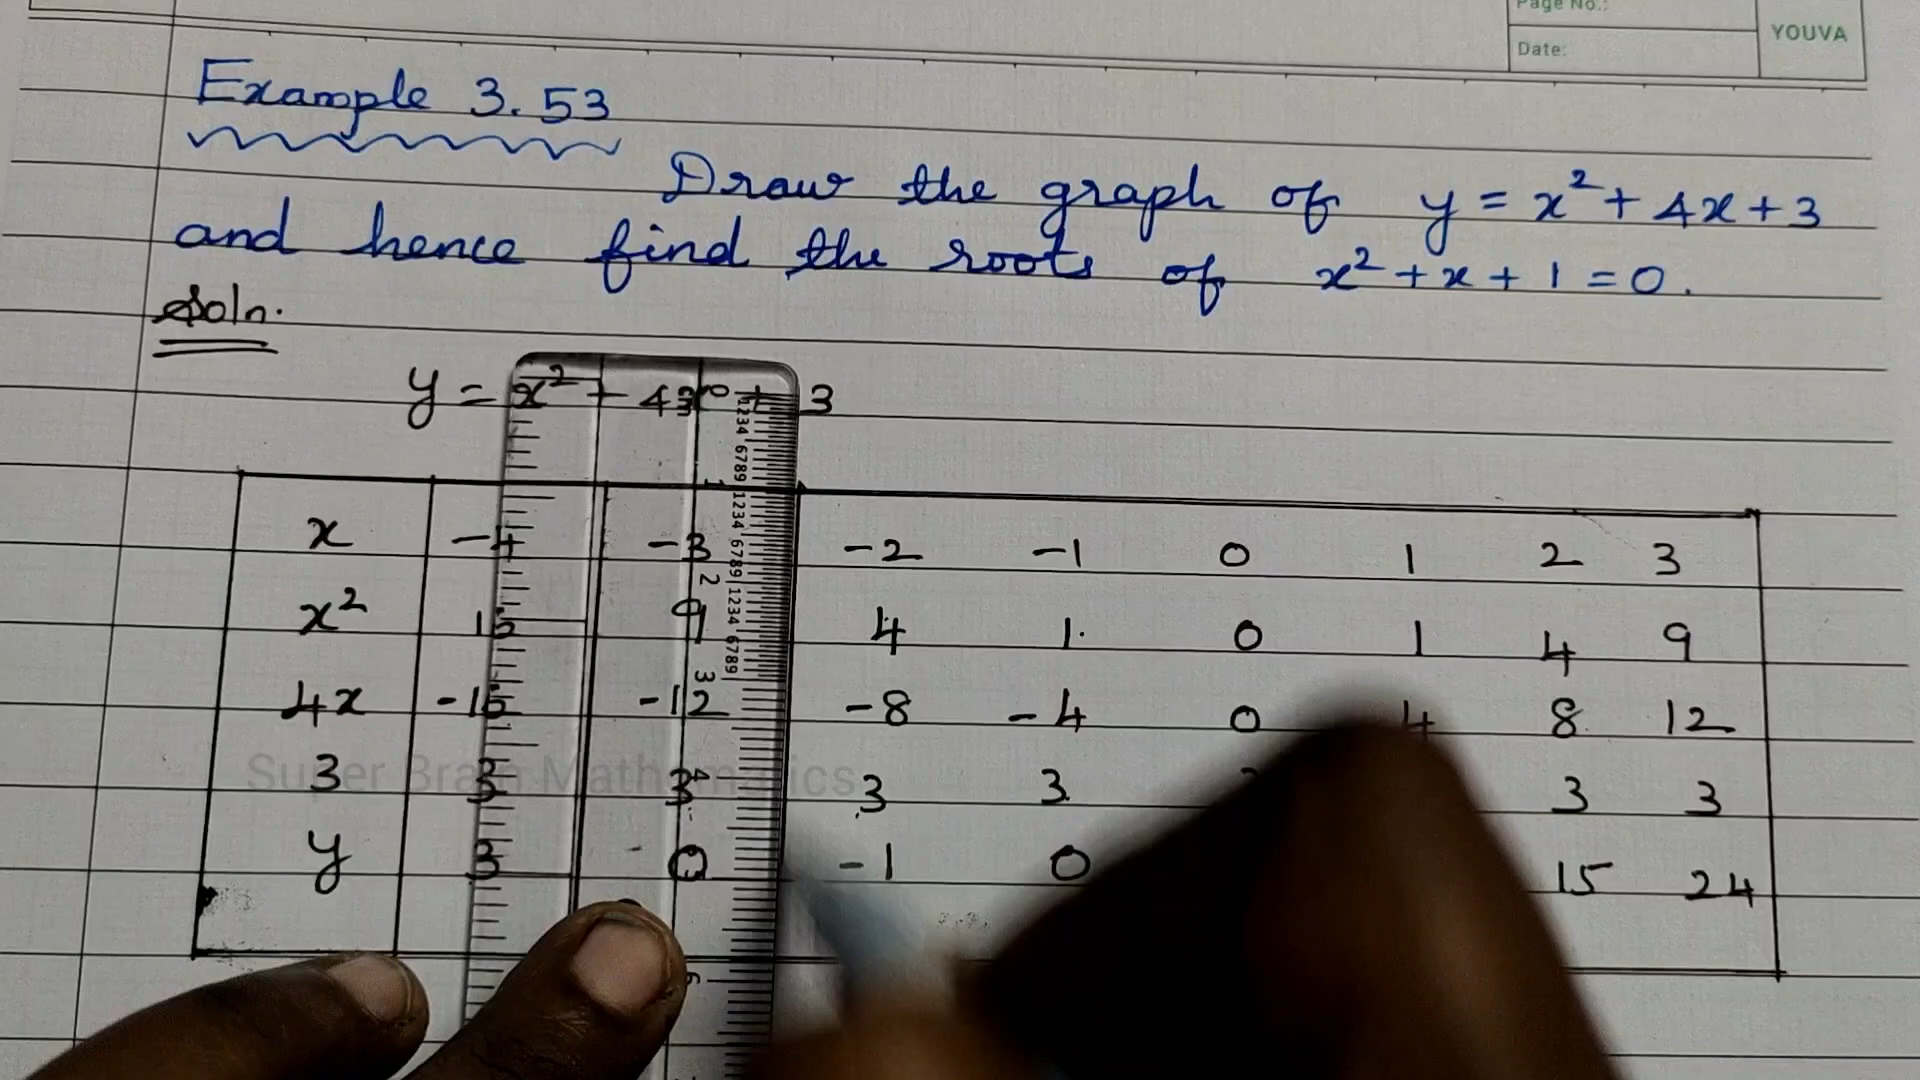 Page No.:
Date:
YOUVA
Example 3.53
Draw the graph of y = x² + 4x + 3
and hence find the roots of x² + x + 1 = 0.
Soln.
y = x² + 4x + 3
x -4 -3 -2 -1 0 1 2 3
x² 16 9 4 1 0 1 4 9
4x -16 -12 -8 -4 0 4 8 12
3 3 3 3 3 3 3
y 3 0 -1 0 15 24
Super Brain Mathematics